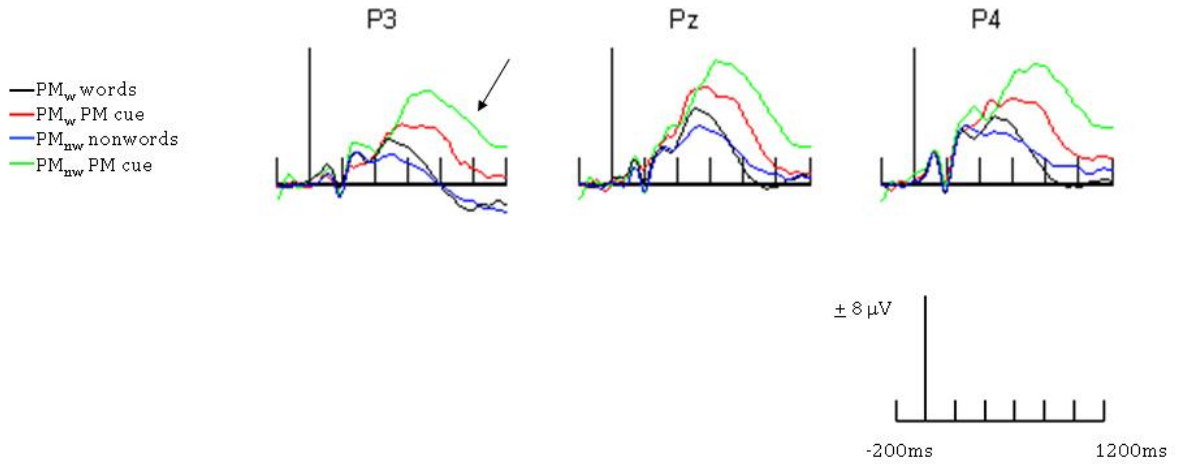 P3 Pz P4
PMw words
PMw PM cue
PMnw nonwords
PMnw PM cue
± 8 µV
-200ms 1200ms